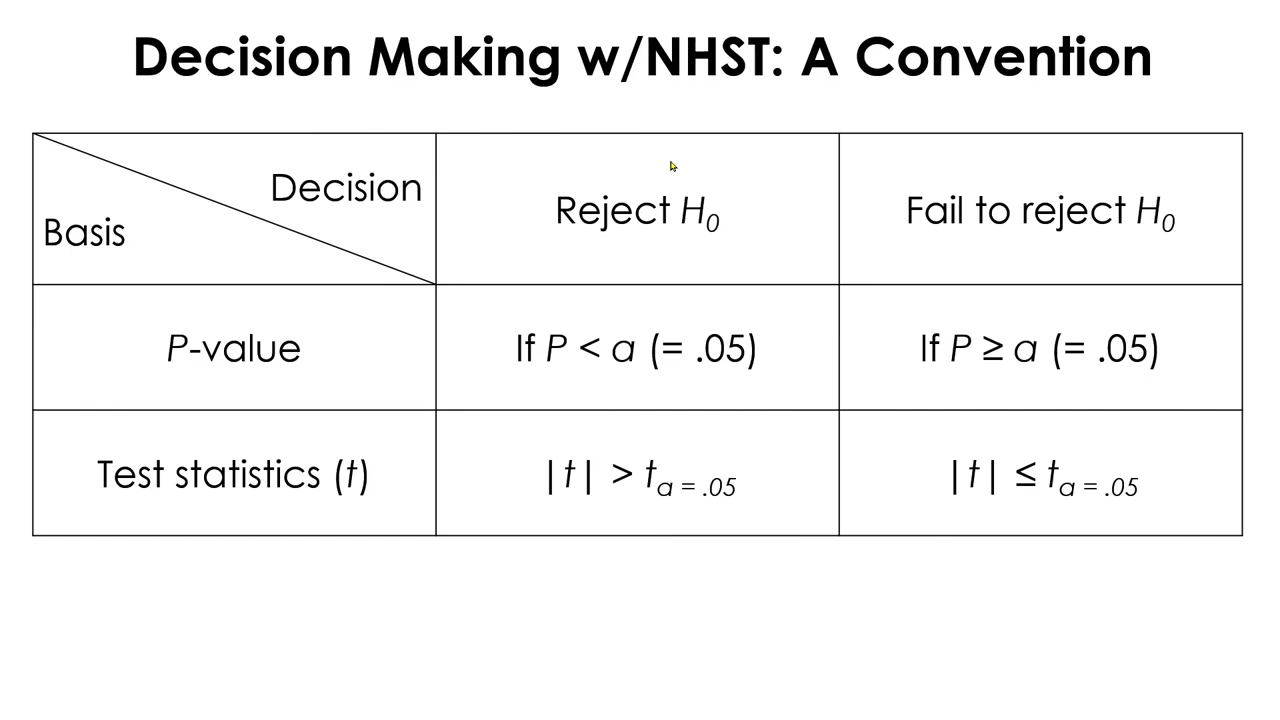 Decision Making w/NHST: A Convention
Decision
Basis
Reject H₀
Fail to reject H₀
P-value
If P < α (= .05)
If P ≥ α (= .05)
Test statistics (t)
|t| > tα = .05
|t| ≤ tα = .05